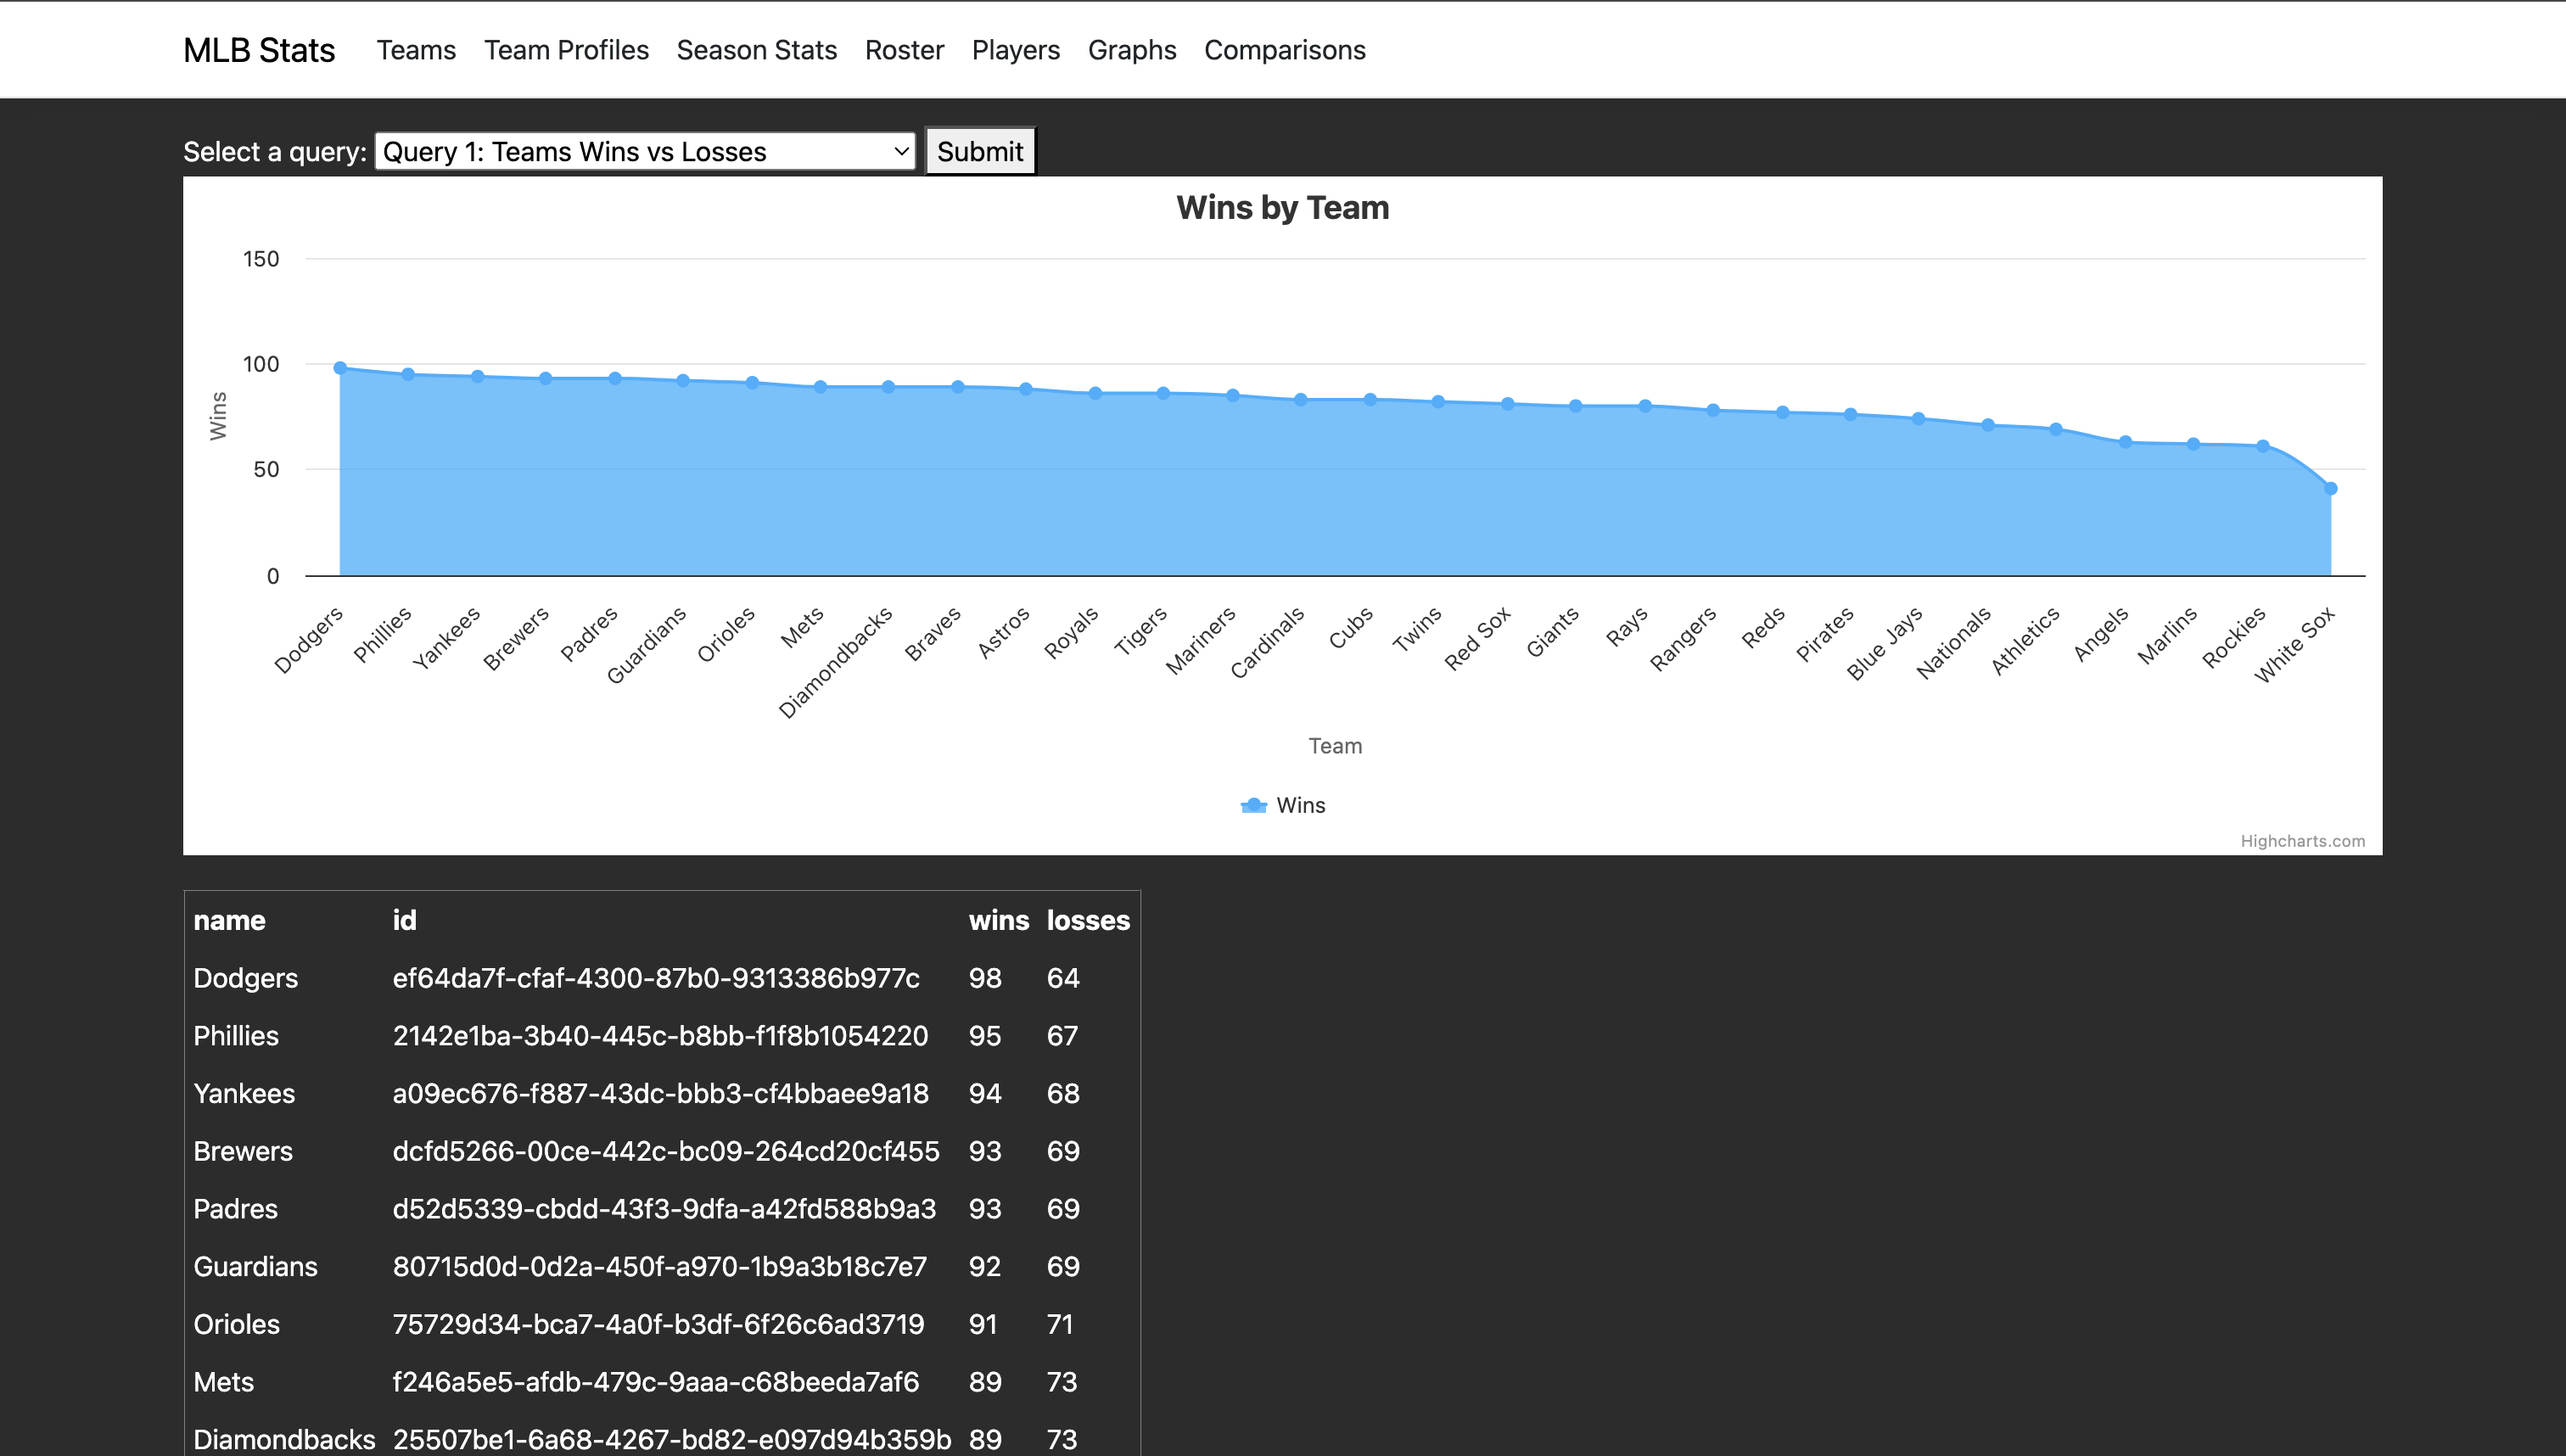 MLB Stats Teams Team Profiles Season Stats Roster Players Graphs Comparisons
Select a query: Query 1: Teams Wins vs Losses Submit
Wins by Team
150
100
50
0
Wins
Dodgers Phillies Yankees Brewers Padres Guardians Orioles Mets Diamondbacks Braves Astros Royals Tigers Mariners Cardinals Cubs Twins Red Sox Giants Rays Rangers Reds Pirates Blue Jays Nationals Athletics Angels Marlins Rockies White Sox
Team
Wins
Highcharts.com
name id wins losses
Dodgers ef64da7f-cfaf-4300-87b0-9313386b977c 98 64
Phillies 2142e1ba-3b40-445c-b8bb-f1f8b1054220 95 67
Yankees a09ec676-f887-43dc-bbb3-cf4bbaee9a18 94 68
Brewers dcfd5266-00ce-442c-bc09-264cd20cf455 93 69
Padres d52d5339-cbdd-43f3-9dfa-a42fd588b9a3 93 69
Guardians 80715d0d-0d2a-450f-a970-1b9a3b18c7e7 92 69
Orioles 75729d34-bca7-4a0f-b3df-6f26c6ad3719 91 71
Mets f246a5e5-afdb-479c-9aaa-c68beeda7af6 89 73
Diamondbacks 25507be1-6a68-4267-bd82-e097d94b359b 89 73